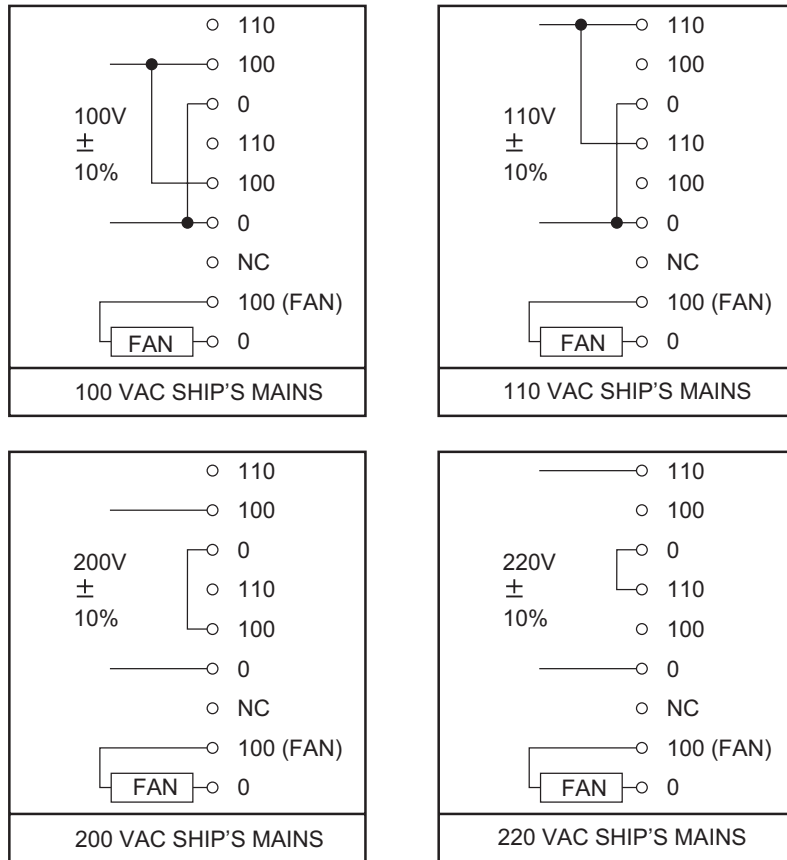 110
100
0
100V
110
±
10%
100
0
NC
100 (FAN)
FAN
0
100 VAC SHIP'S MAINS
110
100
0
110V
110
±
10%
100
0
NC
100 (FAN)
FAN
0
110 VAC SHIP'S MAINS
110
100
0
200V
110
±
10%
100
0
NC
100 (FAN)
FAN
0
200 VAC SHIP'S MAINS
110
100
0
220V
110
±
10%
100
0
NC
100 (FAN)
FAN
0
220 VAC SHIP'S MAINS